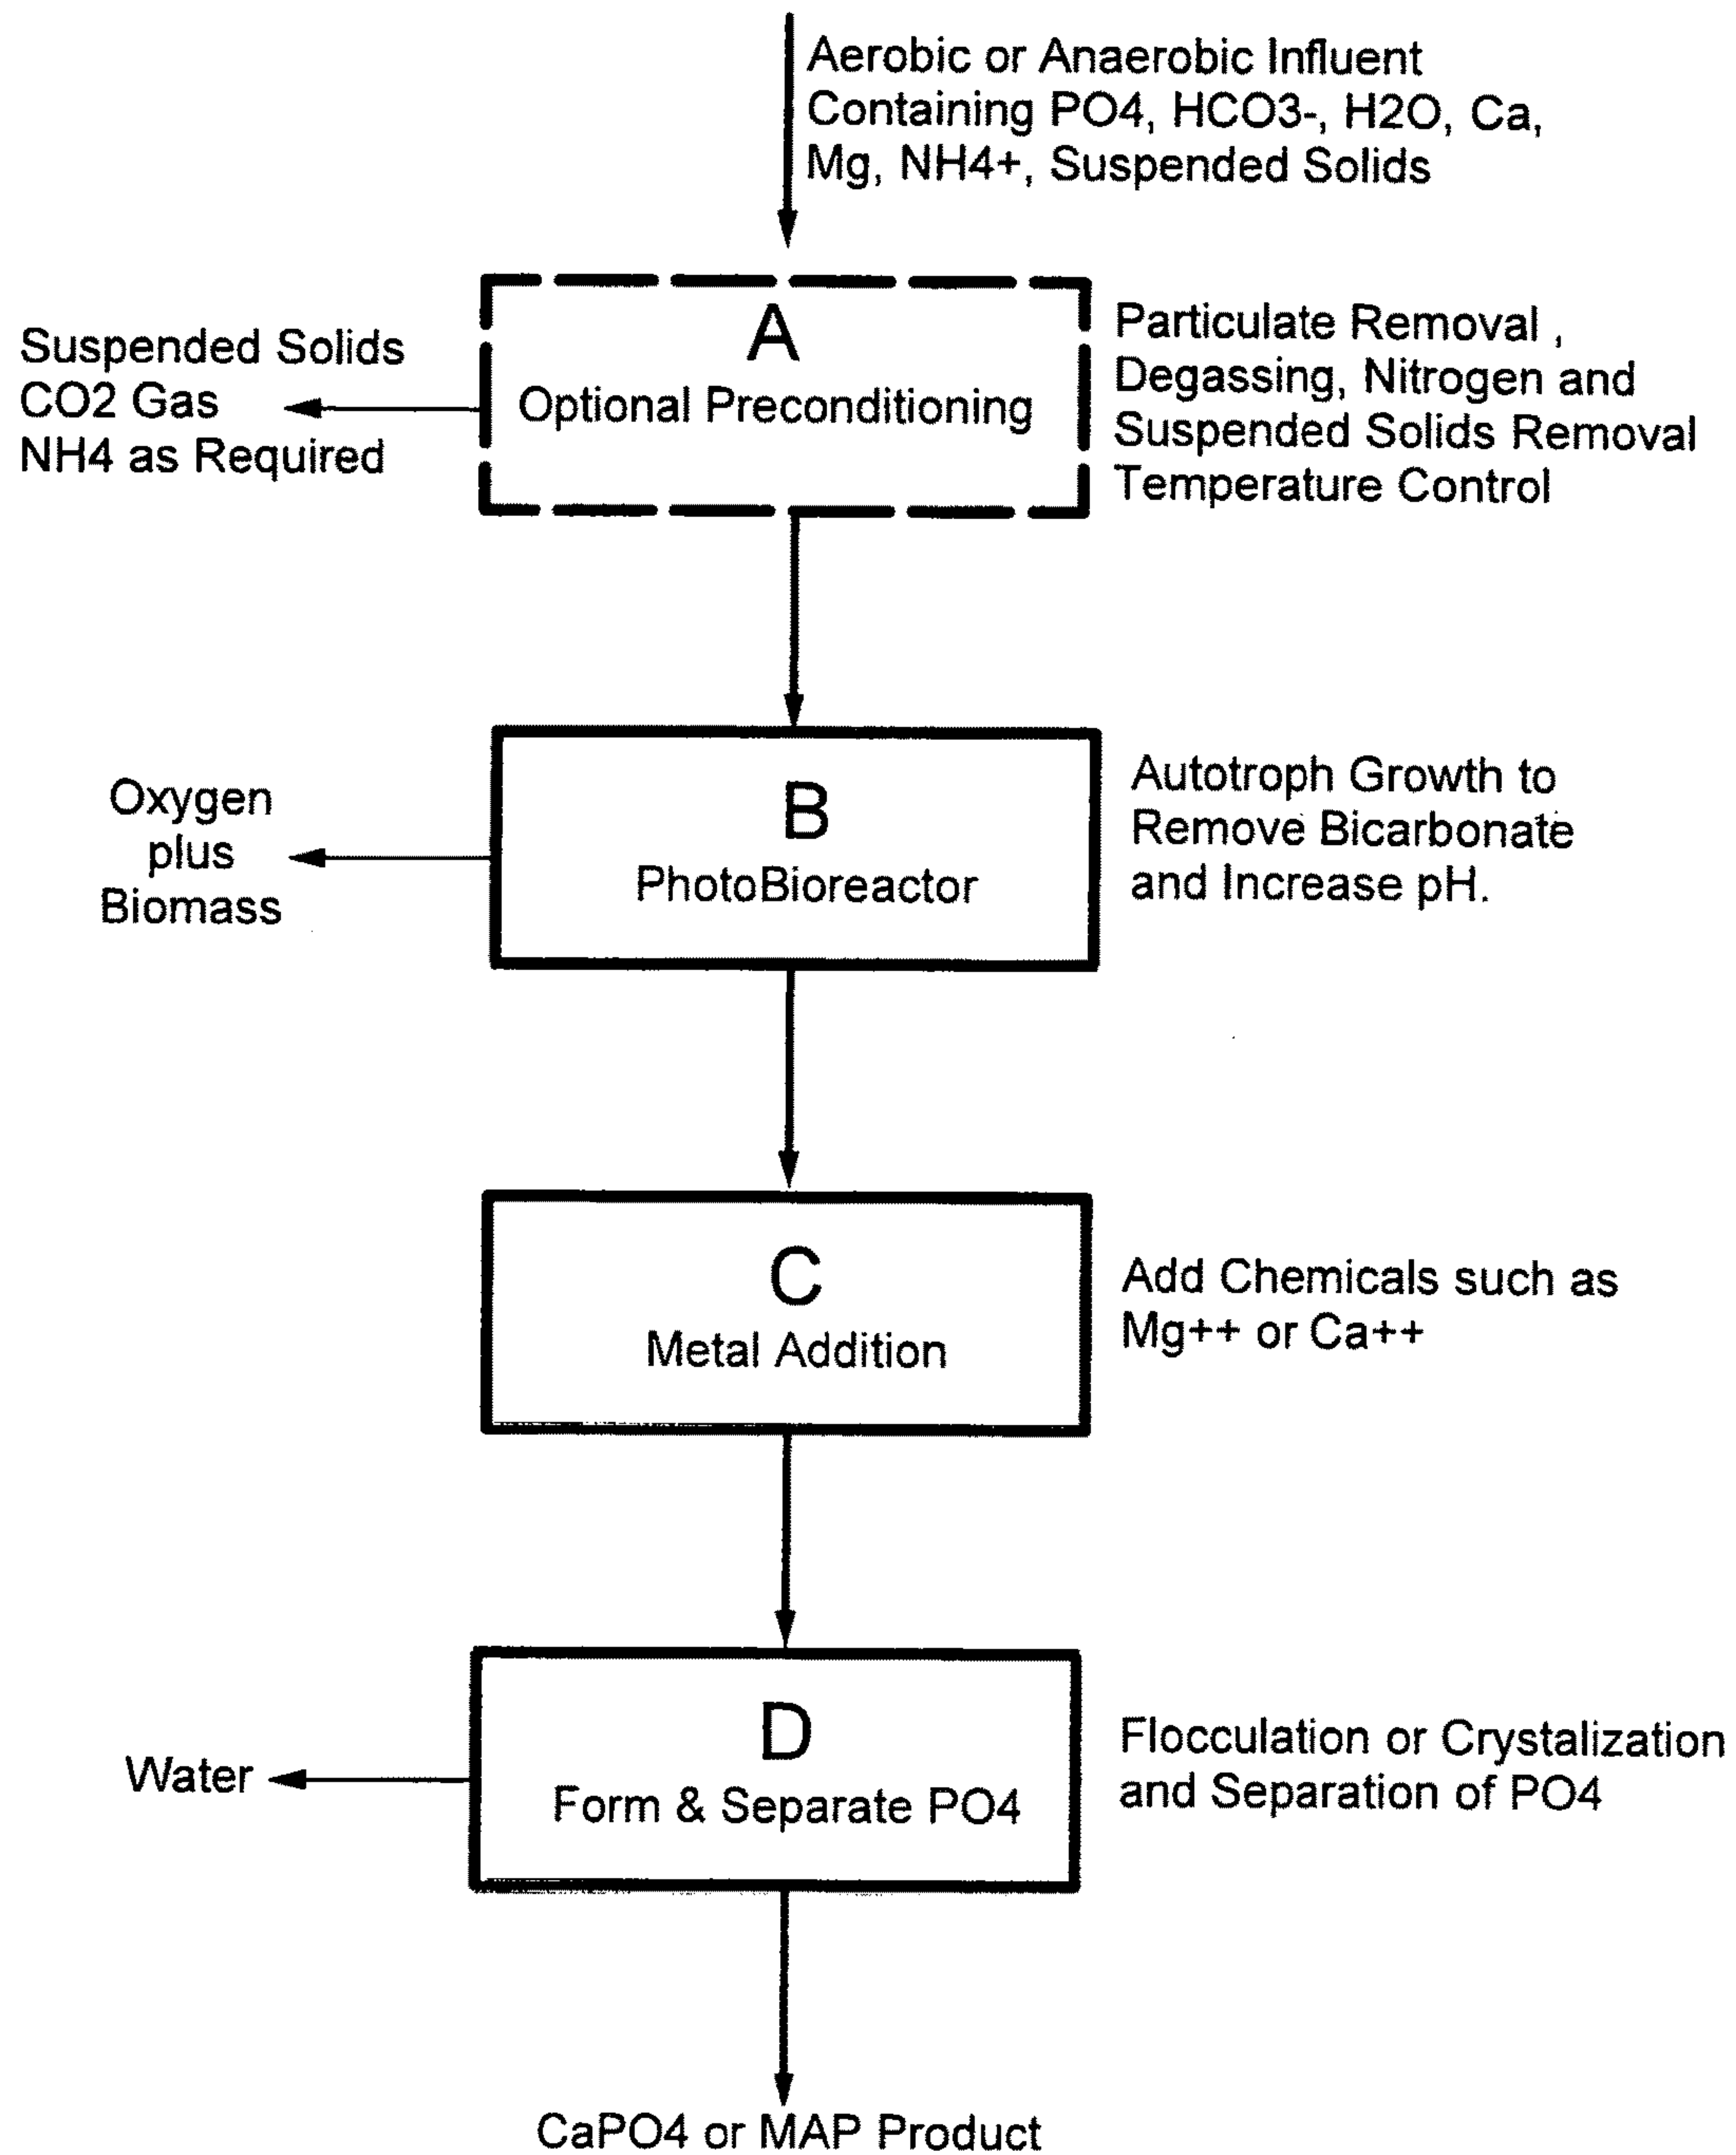 Aerobic or Anaerobic Influent
Containing PO4, HCO3-, H2O, Ca,
Mg, NH4+, Suspended Solids
A
Optional Preconditioning
Suspended Solids
CO2 Gas
NH4 as Required
Particulate Removal ,
Degassing, Nitrogen and
Suspended Solids Removal
Temperature Control
B
PhotoBioreactor
Oxygen
plus
Biomass
Autotroph Growth to
Remove Bicarbonate
and Increase pH.
C
Metal Addition
Add Chemicals such as
Mg++ or Ca++
D
Form & Separate PO4
Water
Flocculation or Crystalization
and Separation of PO4
CaPO4 or MAP Product